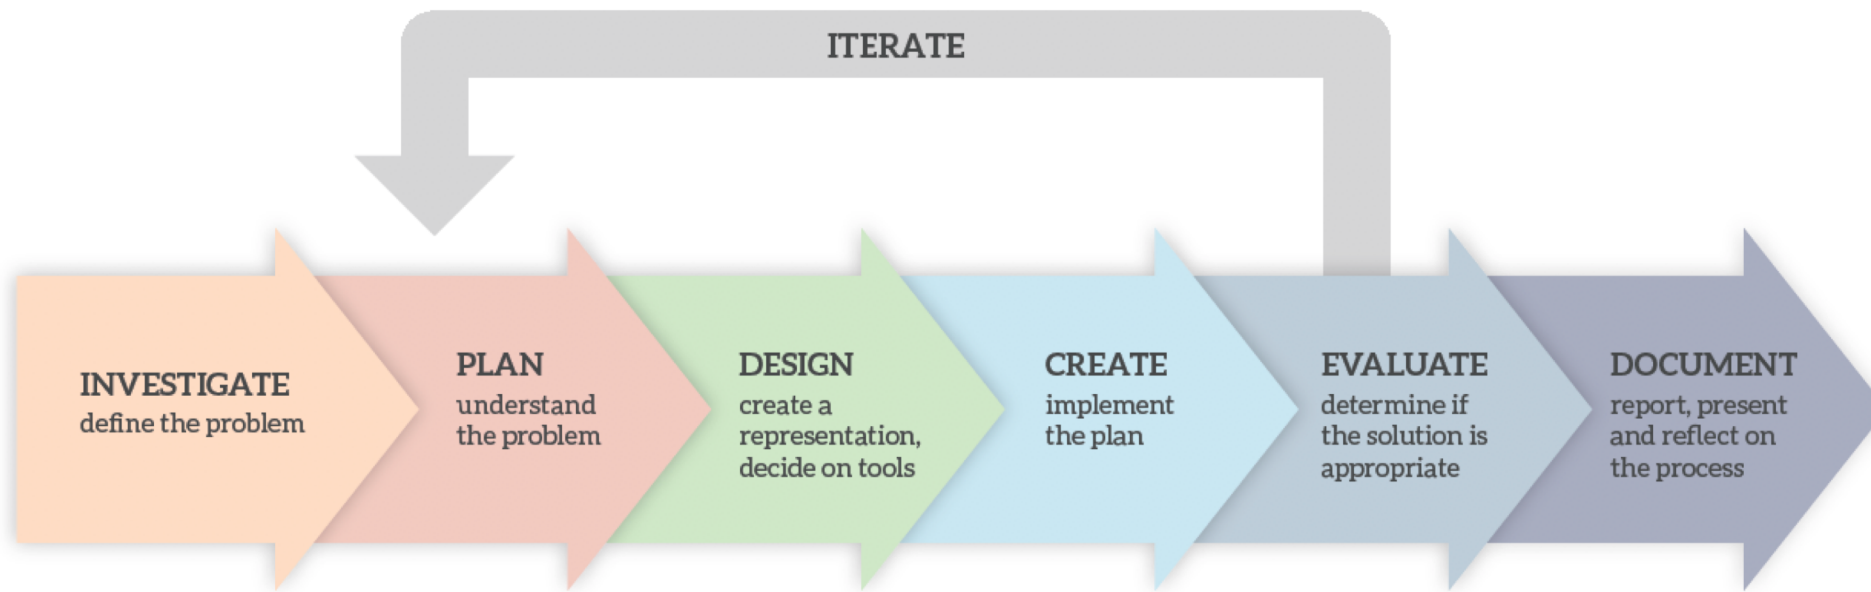 ITERATE
INVESTIGATE
define the problem
PLAN
understand
the problem
DESIGN
create a
representation,
decide on tools
CREATE
implement
the plan
EVALUATE
determine if
the solution is
appropriate
DOCUMENT
report, present
and reflect on
the process